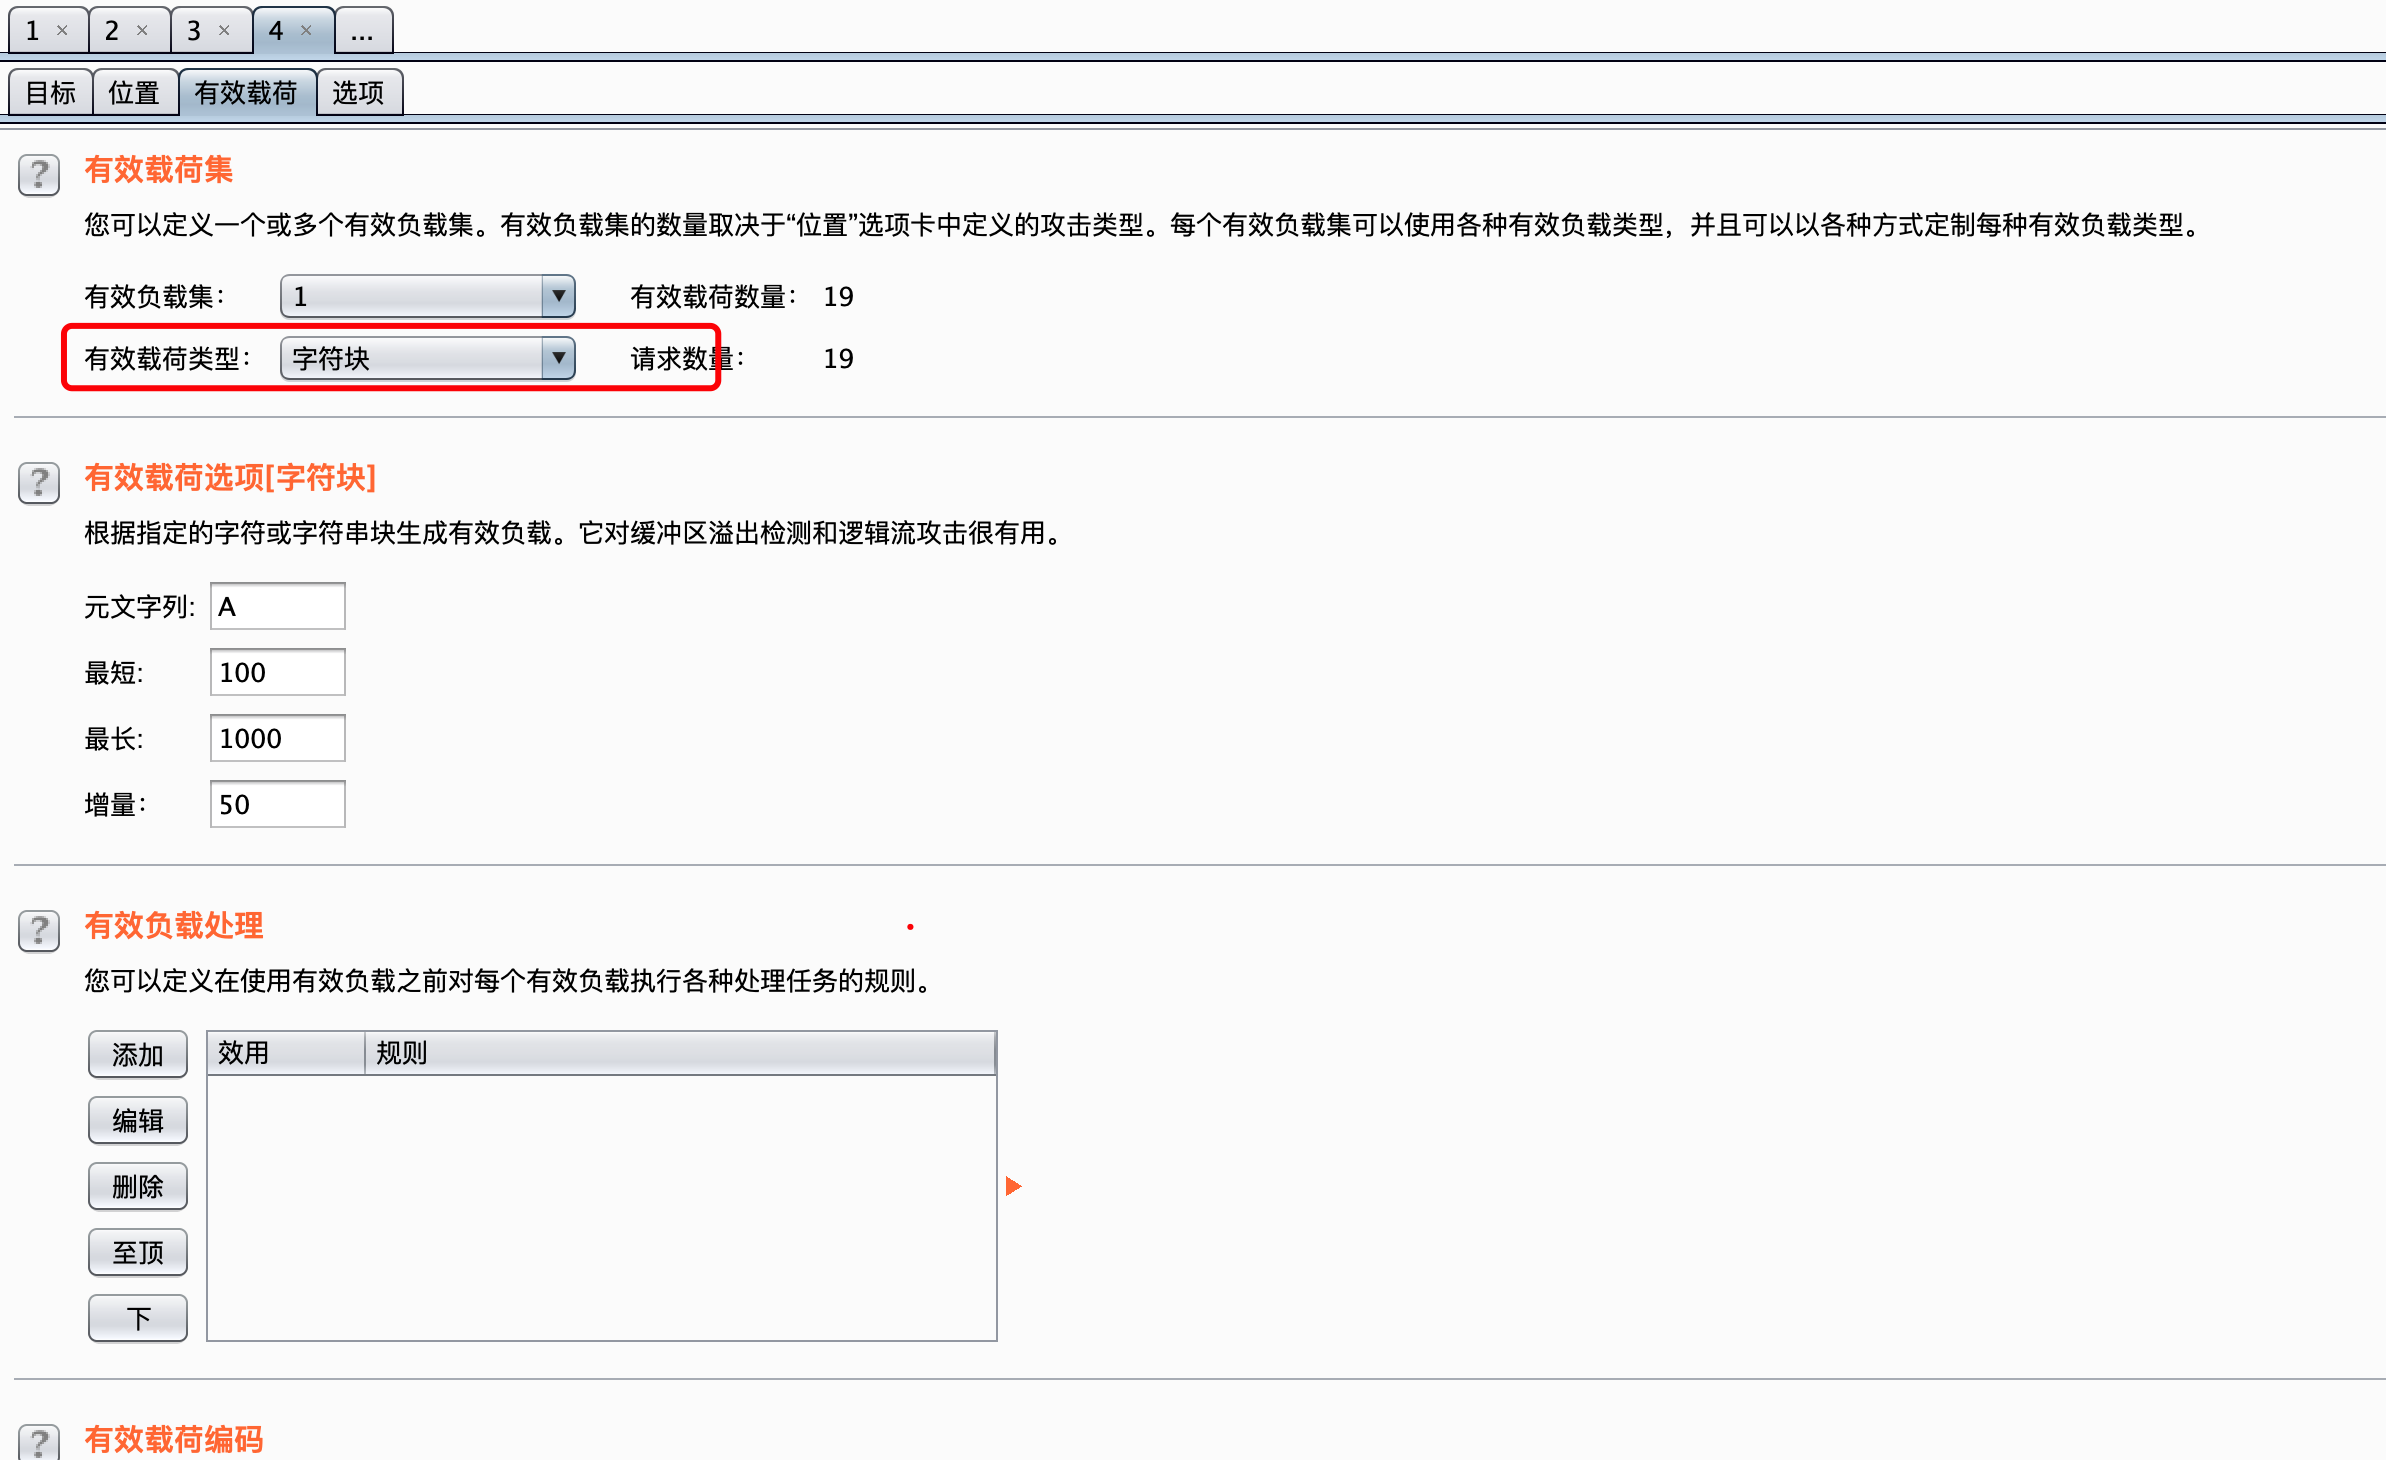 1 × 2 × 3 × 4 × ...
目标 位置 有效载荷 选项
? 有效载荷集
您可以定义一个或多个有效负载集。有效负载集的数量取决于“位置”选项卡中定义的攻击类型。每个有效负载集可以使用各种有效负载类型，并且可以以各种方式定制每种有效负载类型。
有效负载集： 1 有效载荷数量： 19
有效载荷类型： 字符块 请求数量： 19
? 有效载荷选项[字符块]
根据指定的字符或字符串块生成有效负载。它对缓冲区溢出检测和逻辑流攻击很有用。
元文字列: A
最短: 100
最长: 1000
增量： 50
? 有效负载处理
您可以定义在使用有效负载之前对每个有效负载执行各种处理任务的规则。
添加 效用 规则
编辑
删除
至顶
下
? 有效载荷编码